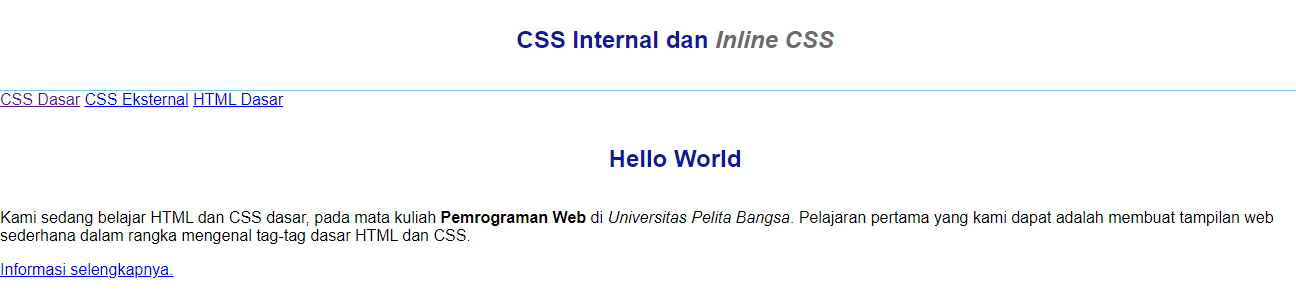 CSS Internal dan Inline CSS
CSS Dasar CSS Eksternal HTML Dasar
Hello World
Kami sedang belajar HTML dan CSS dasar, pada mata kuliah Pemrograman Web di Universitas Pelita Bangsa. Pelajaran pertama yang kami dapat adalah membuat tampilan web
sederhana dalam rangka mengenal tag-tag dasar HTML dan CSS.
Informasi selengkapnya.